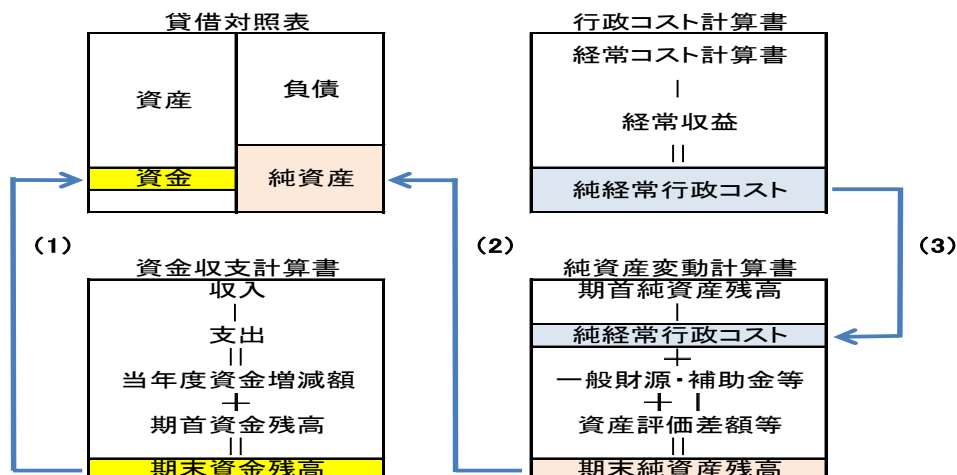 貸借対照表
資産
負債
資金
純資産
行政コスト計算書
経常コスト計算書
|
経常収益
||
純経常行政コスト
(1)
(2)
(3)
資金収支計算書
収入
|
支出
||
当年度資金増減額
+
期首資金残高
||
期末資金残高
純資産変動計算書
期首純資産残高
|
純経常行政コスト
+
一般財源・補助金等
+ |
資産評価差額等
||
期末純資産残高